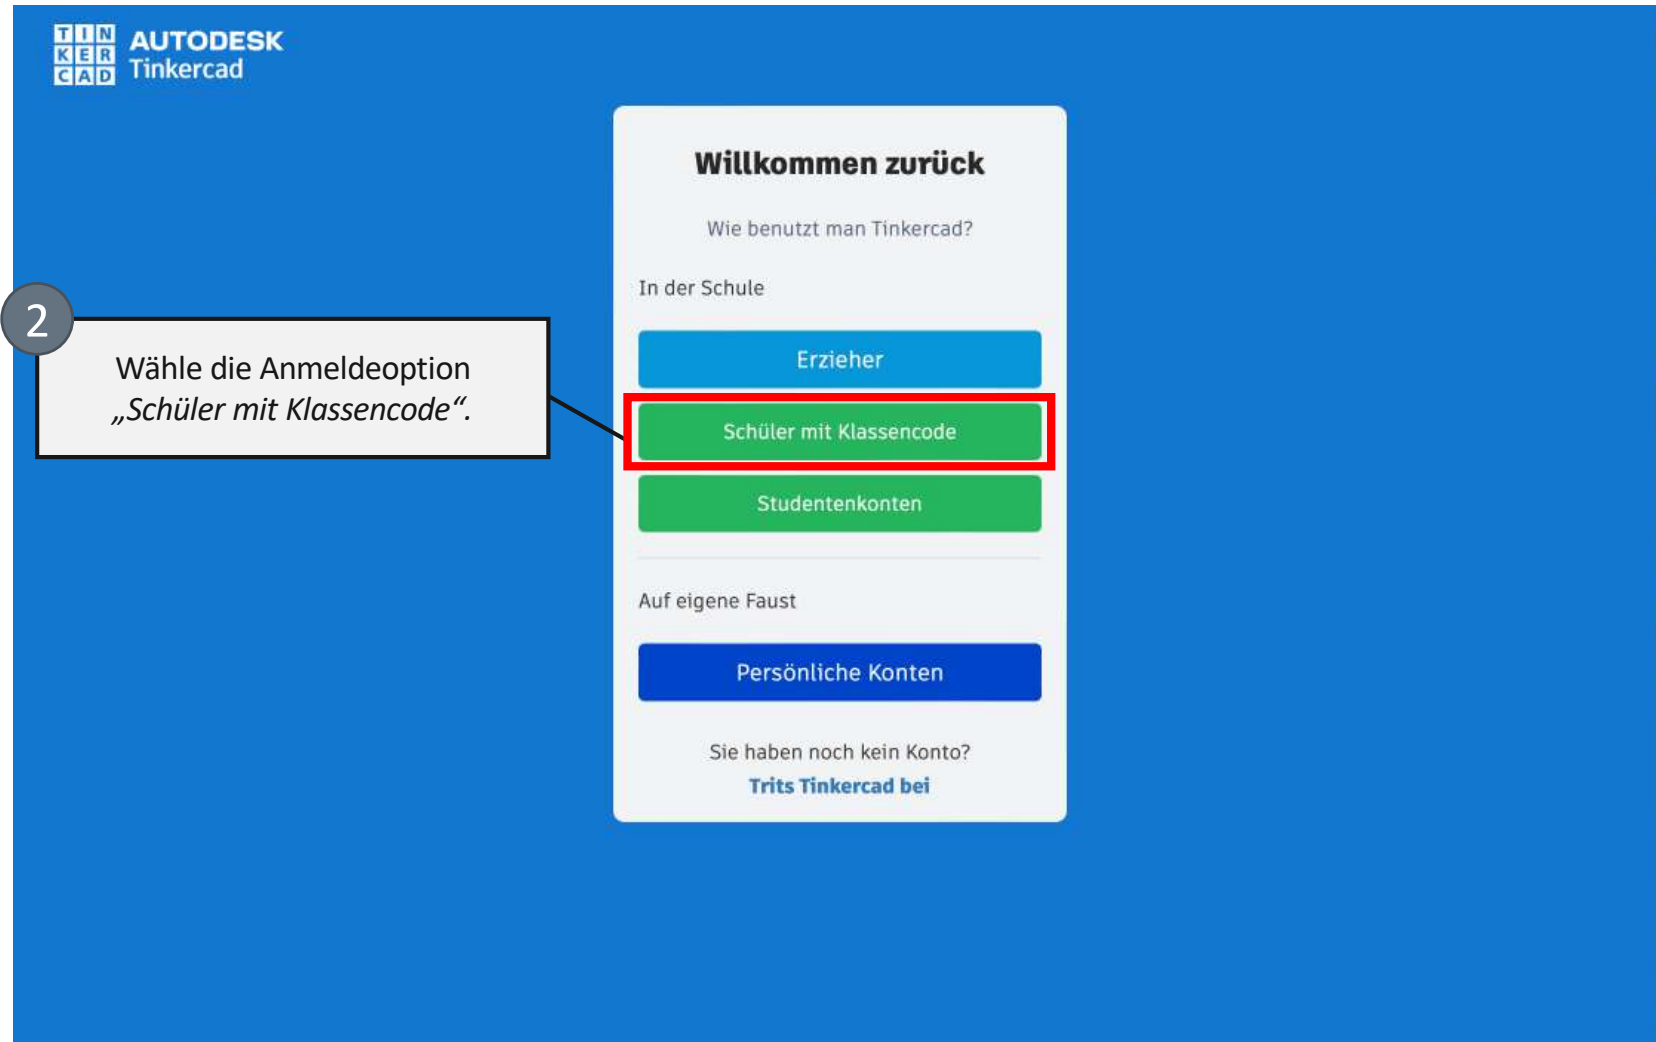 TIN
KER
CAD
AUTODESK
Tinkercad
Willkommen zurück
Wie benutzt man Tinkercad?
In der Schule
Erzieher
2
Wähle die Anmeldeoption
„Schüler mit Klassencode“.
Schüler mit Klassencode
Studentenkonten
Auf eigene Faust
Persönliche Konten
Sie haben noch kein Konto?
Trits Tinkercad bei